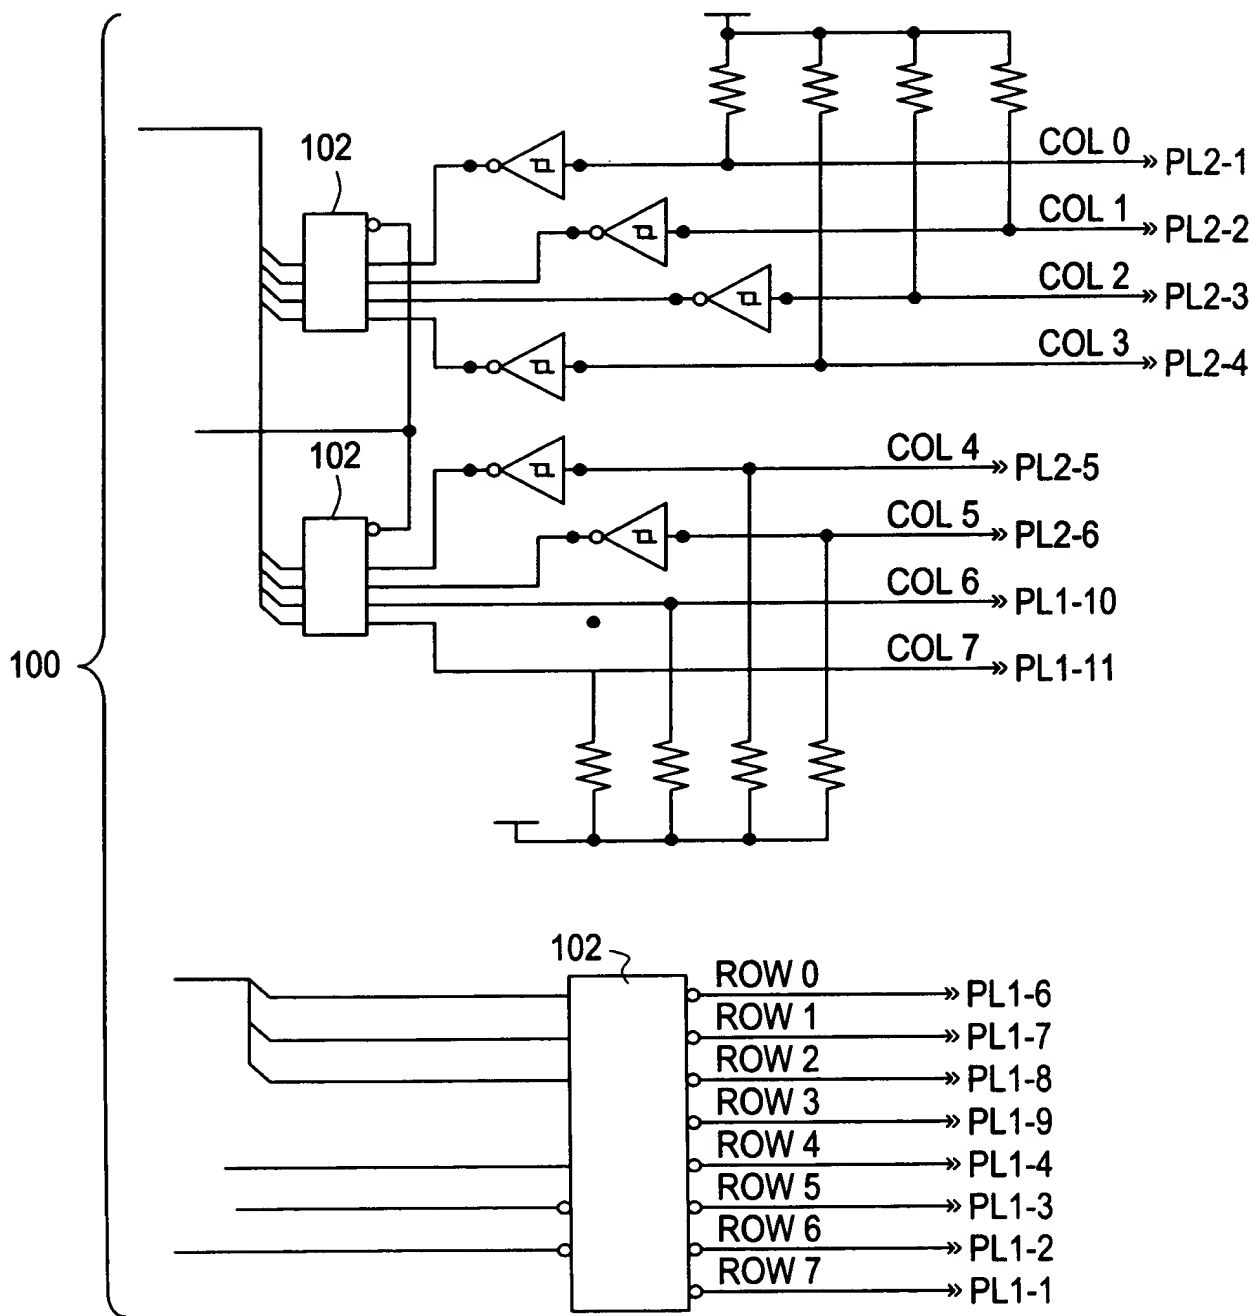 102
COL 0 PL2-1
COL 1 PL2-2
COL 2 PL2-3
COL 3 PL2-4
102
COL 4 PL2-5
COL 5 PL2-6
COL 6 PL1-10
100
COL 7 PL1-11
102
ROW 0 PL1-6
ROW 1 PL1-7
ROW 2 PL1-8
ROW 3 PL1-9
ROW 4 PL1-4
ROW 5 PL1-3
ROW 6 PL1-2
ROW 7 PL1-1